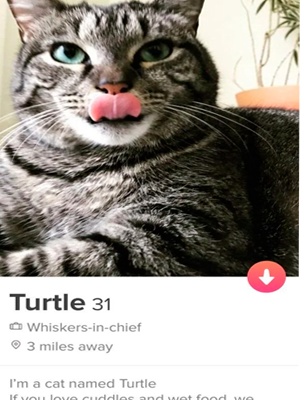 Turtle 31
Whiskers-in-chief
3 miles away
I'm a cat named Turtle
If you love cuddles and wet food, we